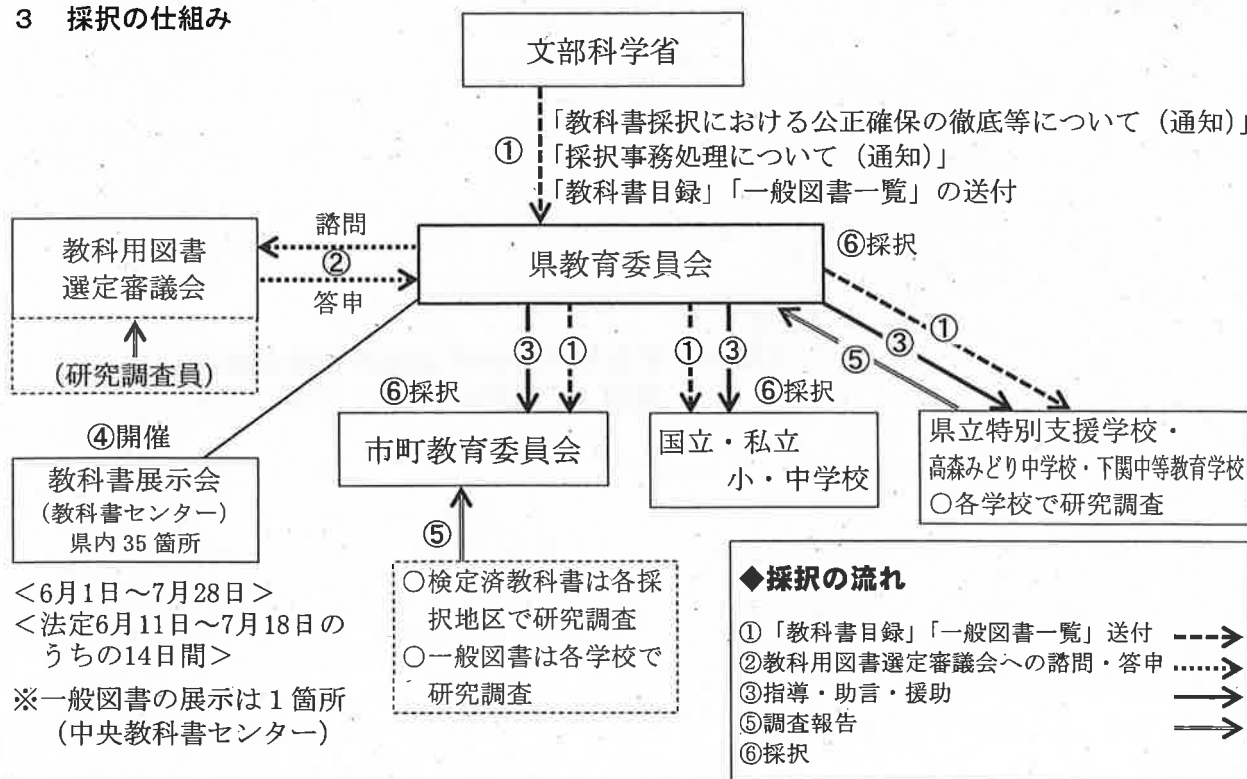 3 採択の仕組み
文部科学省
①
「教科書採択における公正確保の徹底等について（通知）」
「採択事務処理について（通知）」
「教科書目録」「一般図書一覧」の送付
教科用図書
選定審議会
(研究調査員)
諮問
②
答申
県教育委員会
⑥採択
③
①
①
③
⑤
③
①
④開催
教科書展示会
(教科書センター)
県内35箇所
⑥採択
市町教育委員会
⑥採択
国立・私立
小・中学校
県立特別支援学校・
高森みどり中学校・下関中等教育学校
○各学校で研究調査
＜6月1日～7月28日＞
＜法定6月11日～7月18日の
うちの14日間＞
※一般図書の展示は1箇所
(中央教科書センター)
⑤
○検定済教科書は各採
択地区で研究調査
○一般図書は各学校で
研究調査
◆採択の流れ
①「教科書目録」「一般図書一覧」送付
②教科用図書選定審議会への諮問・答申
③指導・助言・援助
⑤調査報告
⑥採択